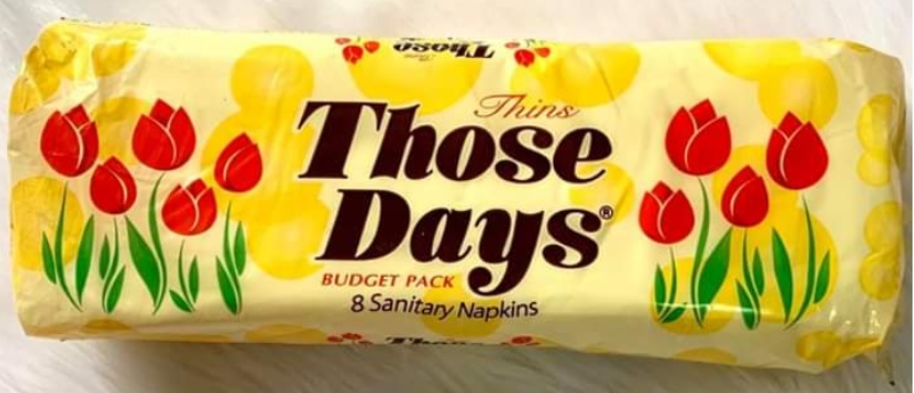 Those
Thins
Those
Days®
BUDGET PACK
8 Sanitary Napkins